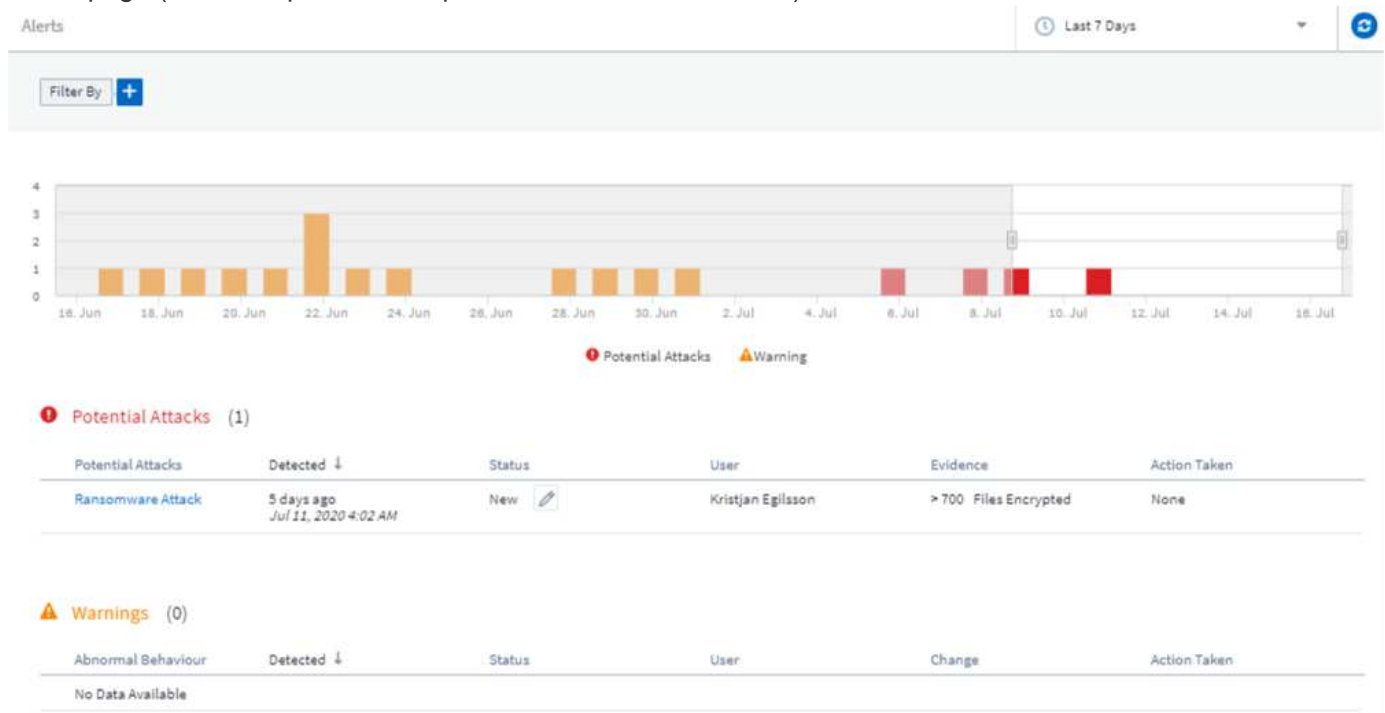 Alerts
Last 7 Days
Filter By +
4
3
2
1
0
16. Jun 18. Jun 20. Jun 22. Jun 24. Jun 26. Jun 28. Jun 30. Jun 2. Jul 4. Jul 6. Jul 8. Jul 10. Jul 12. Jul 14. Jul 16. Jul
Potential Attacks Warning
Potential Attacks (1)
Potential Attacks Detected ↓ Status User Evidence Action Taken
Ransomware Attack 5 days ago New Kristjan Egilsson > 700 Files Encrypted None
Jul 11, 2020 4:02 AM
Warnings (0)
Abnormal Behaviour Detected ↓ Status User Change Action Taken
No Data Available